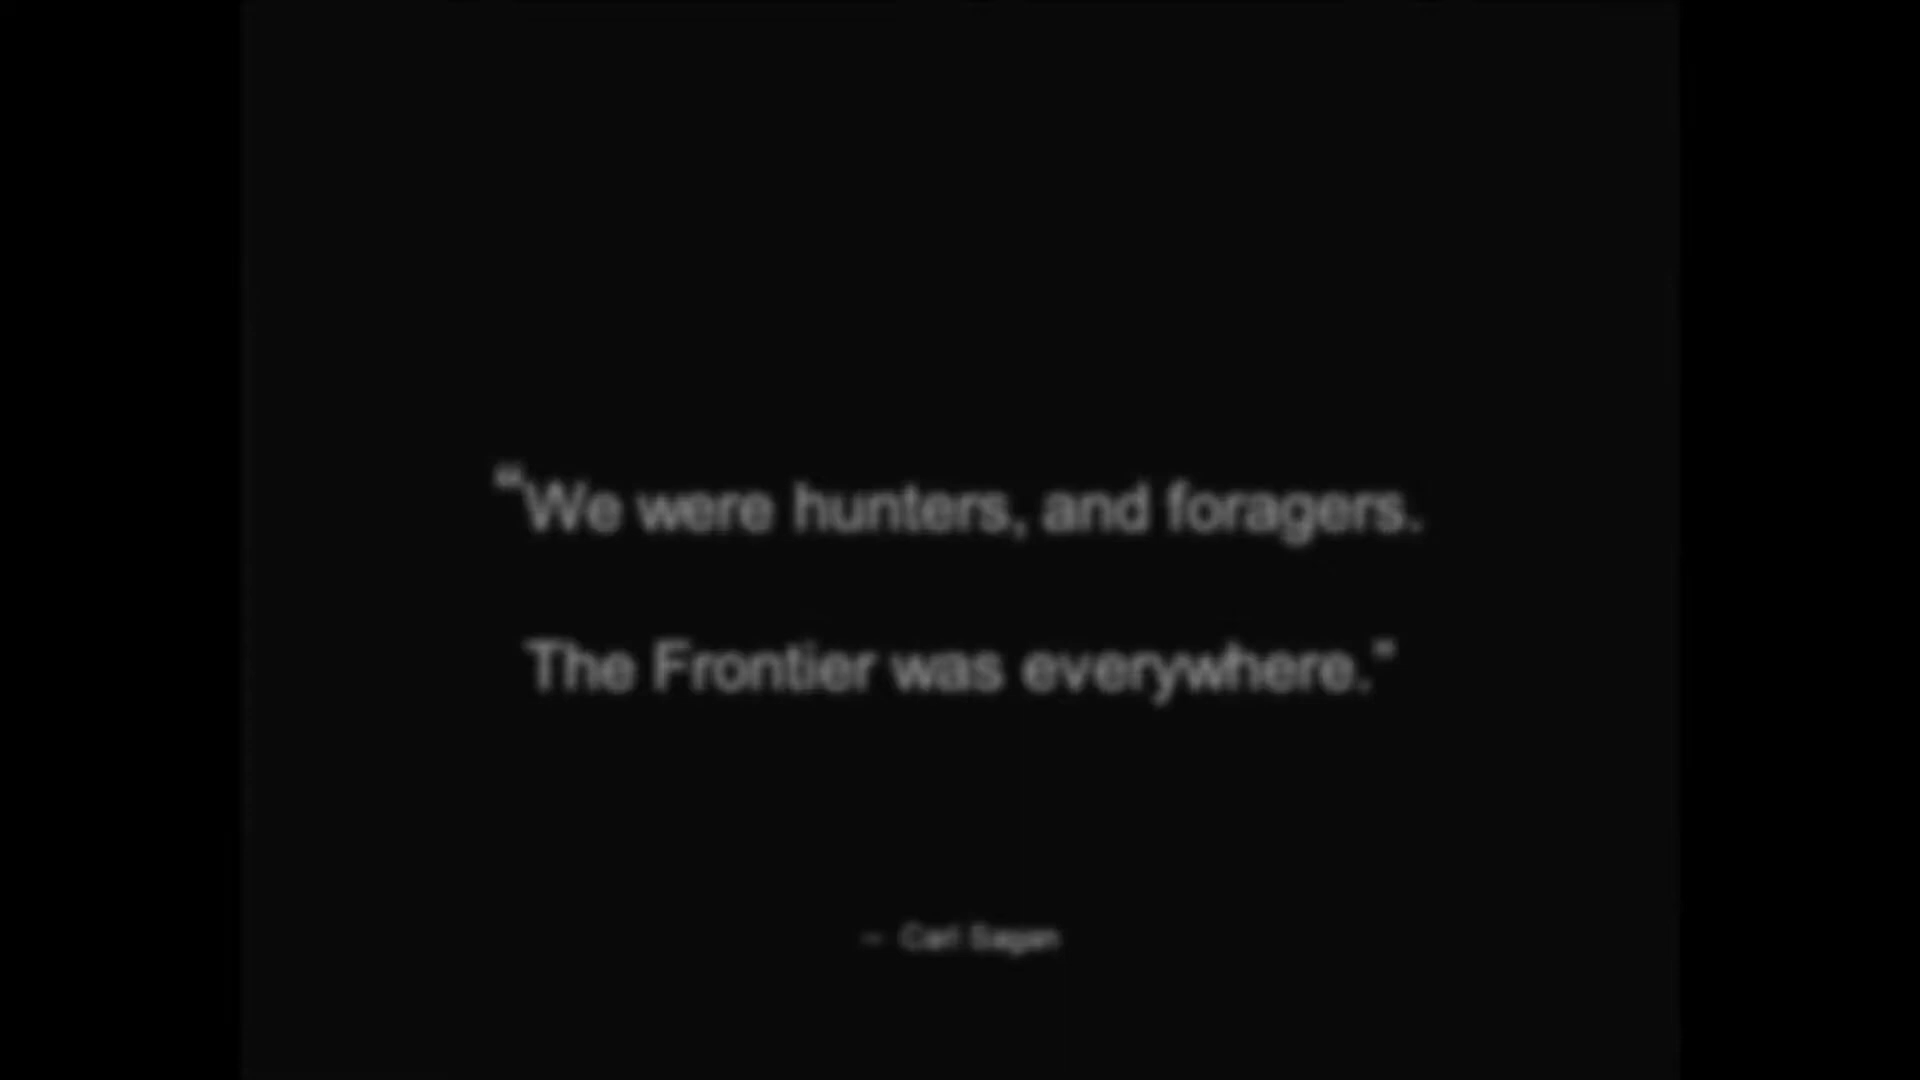 “We were hunters, and foragers.
The Frontier was everywhere.”
– Carl Sagan